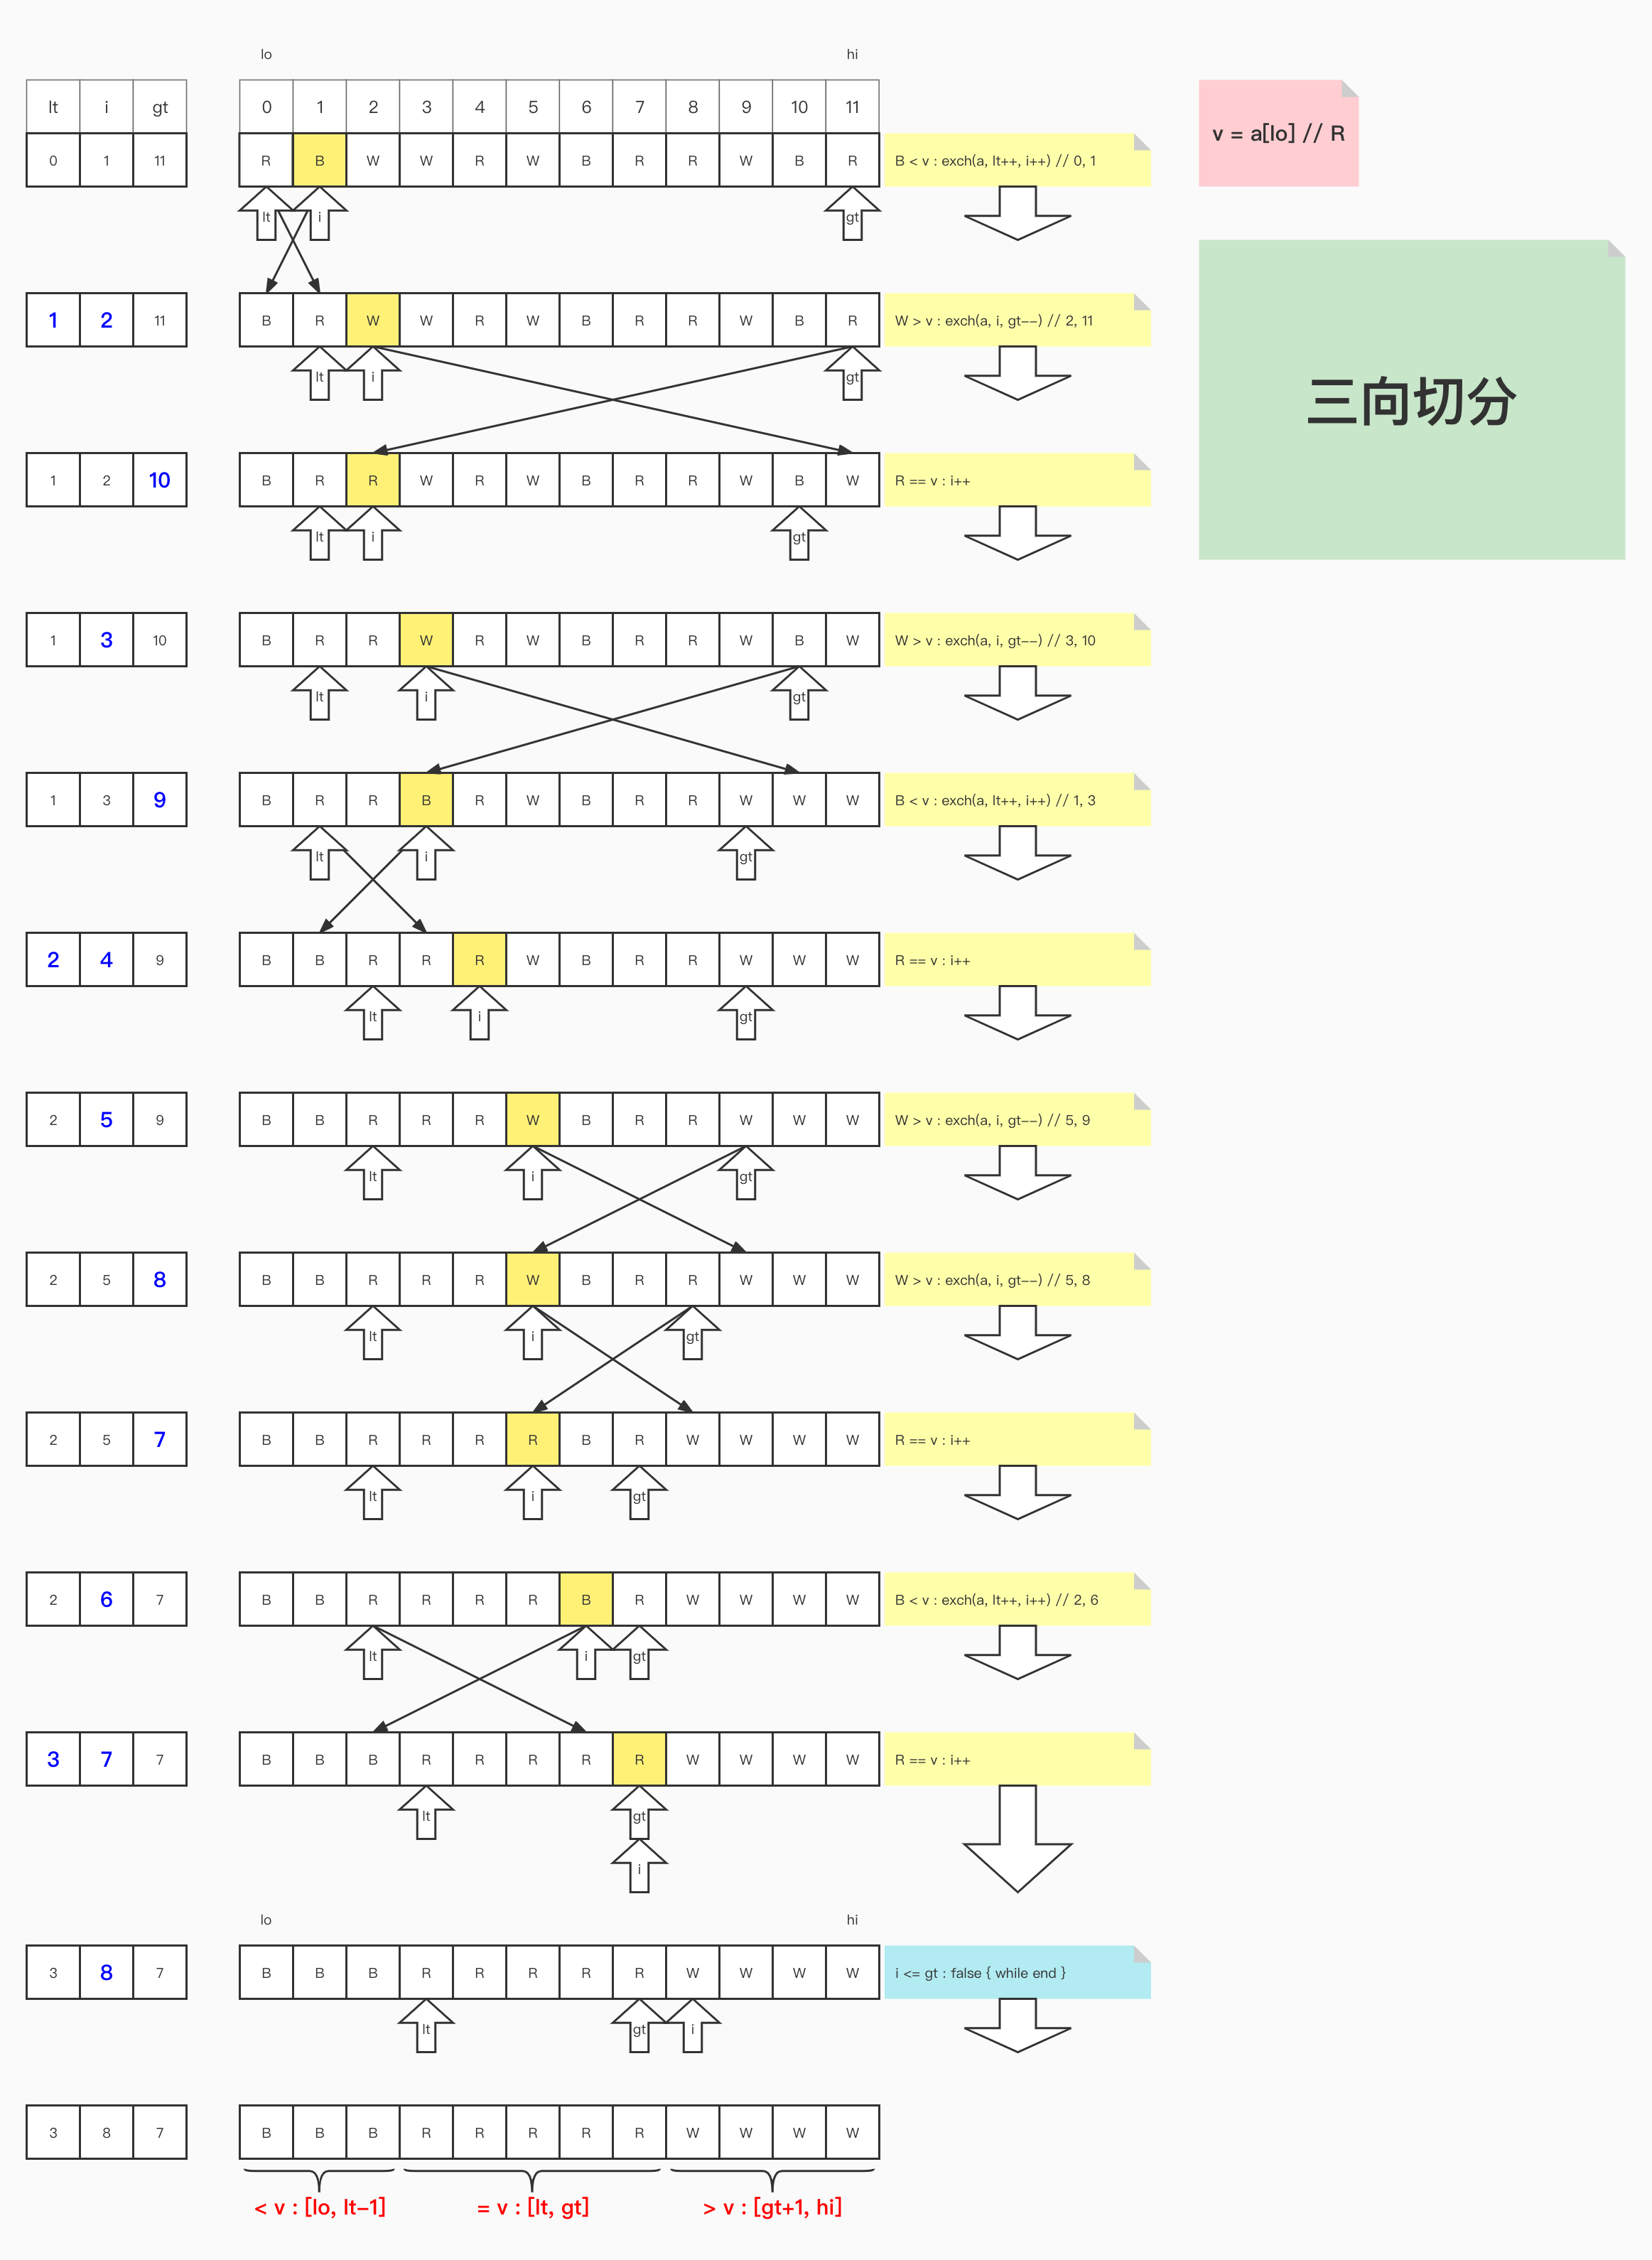 lo hi
lt i gt 0 1 2 3 4 5 6 7 8 9 10 11
v = a[lo] // R
0 1 11 R B W W R W B R R W B R B < v : exch(a, lt++, i++) // 0, 1
lt i gt
1 2 11 B R W W R W B R R W B R W > v : exch(a, i, gt--) // 2, 11
lt i gt
三向切分
1 2 10 B R R W R W B R R W B W R == v : i++
lt i gt
1 3 10 B R R W R W B R R W B W W > v : exch(a, i, gt--) // 3, 10
lt i gt
1 3 9 B R R B R W B R R W W W B < v : exch(a, lt++, i++) // 1, 3
lt i gt
2 4 9 B B R R R W B R R W W W R == v : i++
lt i gt
2 5 9 B B R R R W B R R W W W W > v : exch(a, i, gt--) // 5, 9
lt i gt
2 5 8 B B R R R W B R R W W W W > v : exch(a, i, gt--) // 5, 8
lt i gt
2 5 7 B B R R R R B R W W W W R == v : i++
lt i gt
2 6 7 B B R R R R B R W W W W B < v : exch(a, lt++, i++) // 2, 6
lt i gt
3 7 7 B B B R R R R R W W W W R == v : i++
lt gt
i
lo hi
3 8 7 B B B R R R R R W W W W i <= gt : false { while end }
lt gt i
3 8 7 B B B R R R R R W W W W
< v : [lo, lt-1] = v : [lt, gt] > v : [gt+1, hi]